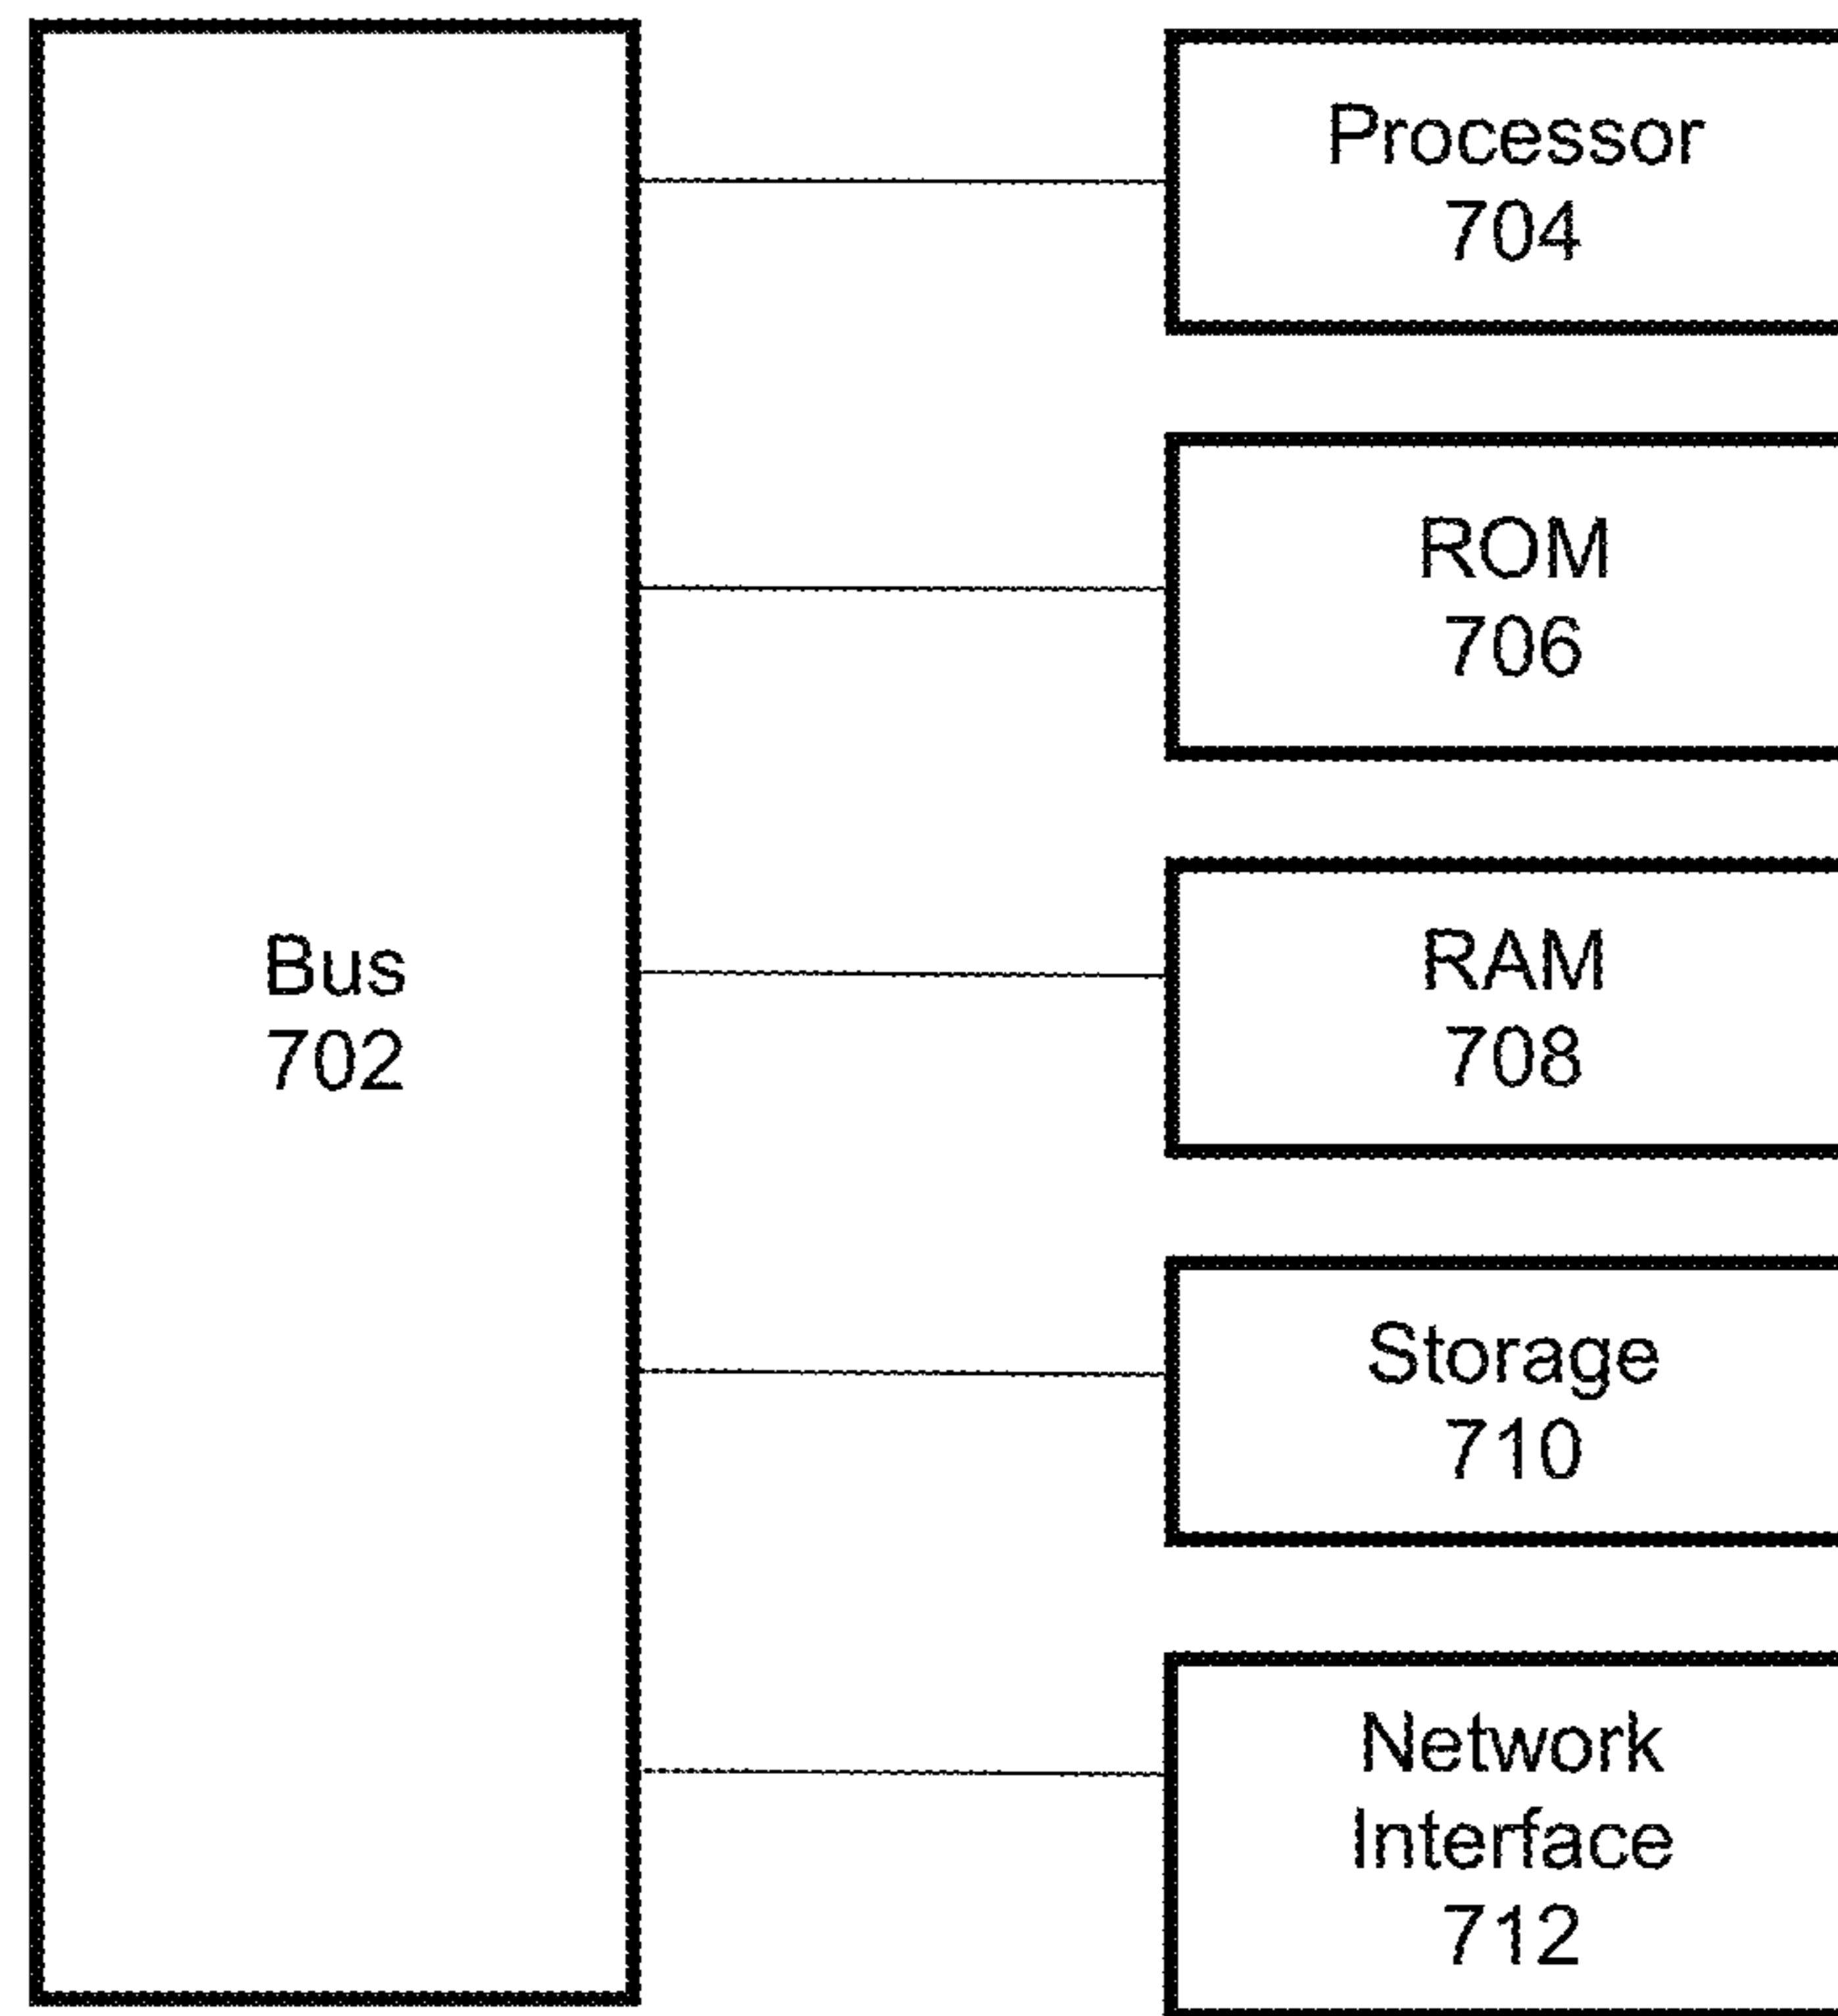 Bus
702
Processor
704
ROM
706
RAM
708
Storage
710
Network
Interface
712